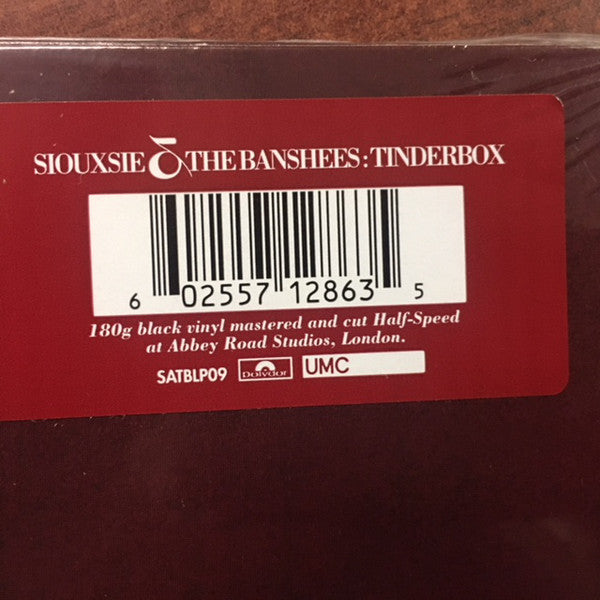 SIOUXSIE & THE BANSHEES: TINDERBOX
6 02557 12863 5
180g black vinyl mastered and cut Half-Speed
at Abbey Road Studios, London.
SATBLP09 Polydor UMC